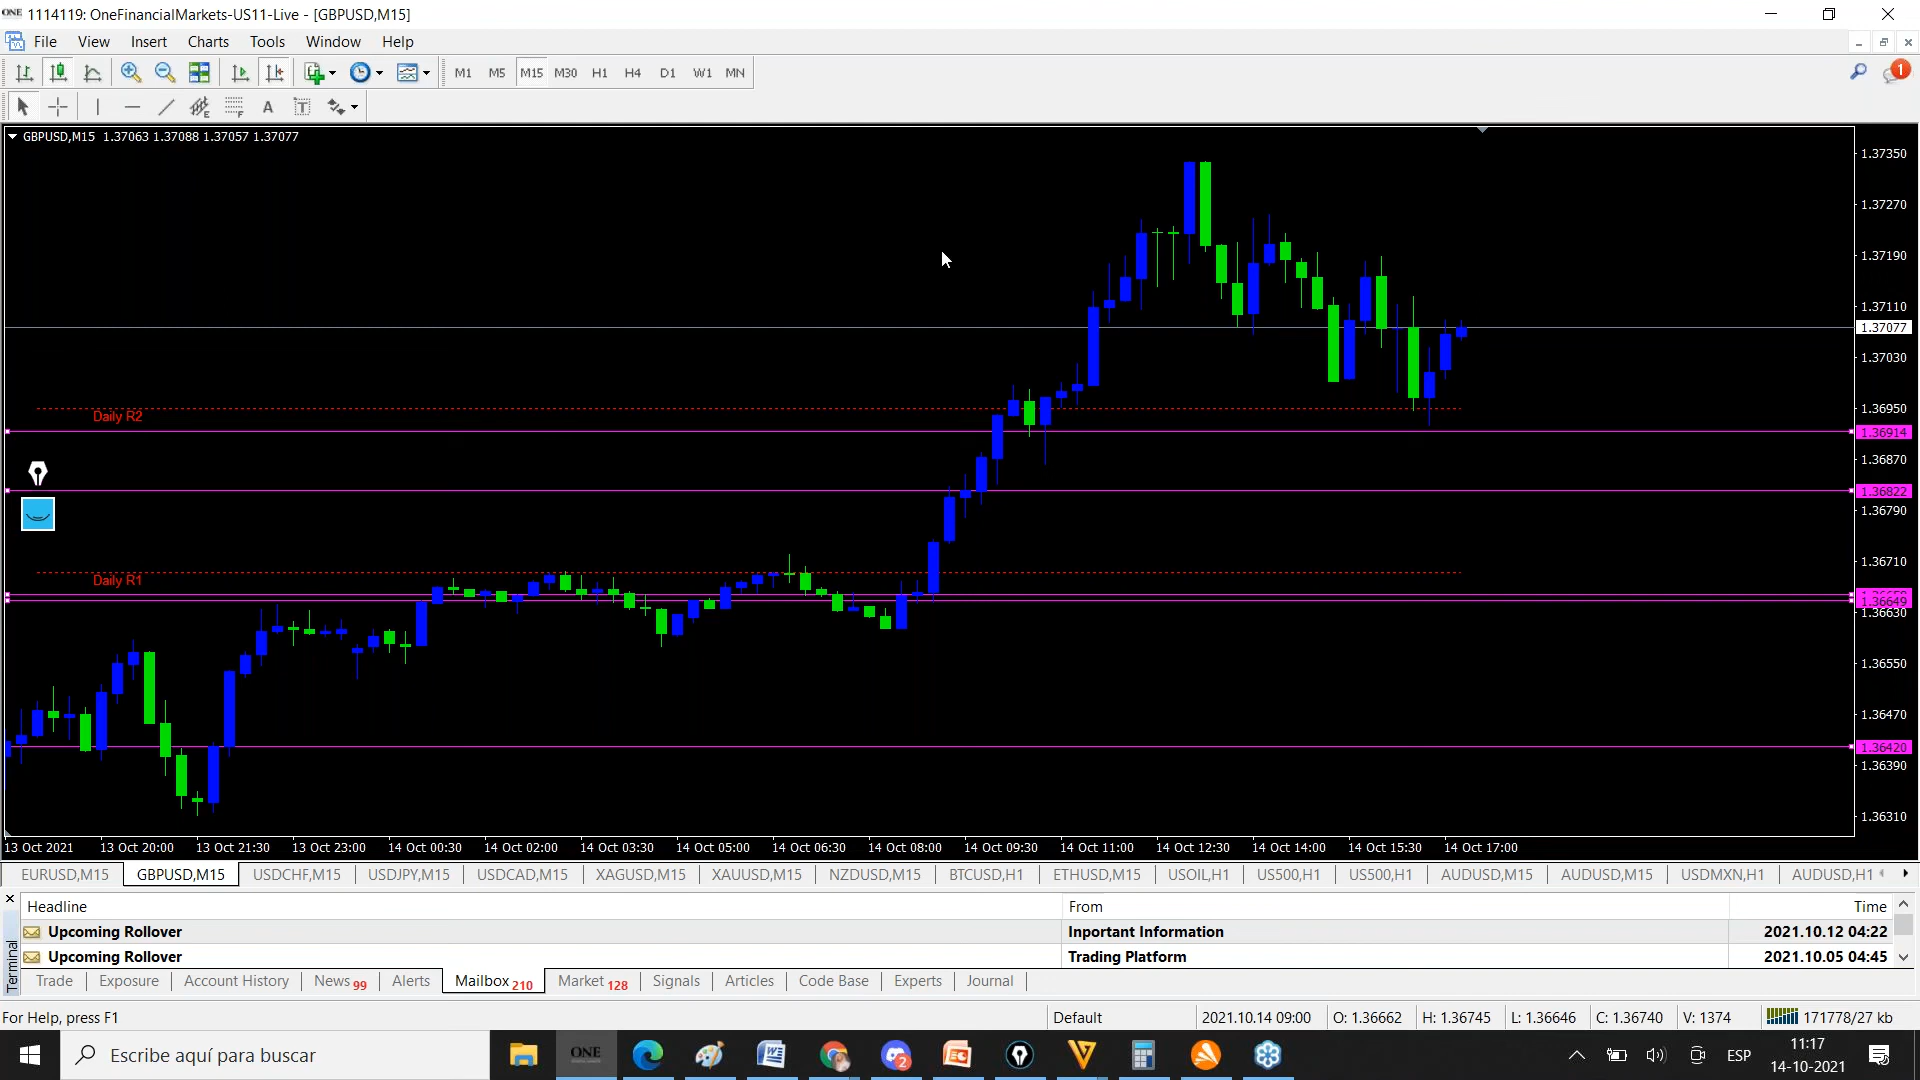 ONE 1114119: OneFinancialMarkets-US11-Live - [GBPUSD,M15]
File View Insert Charts Tools Window Help
M1 M5 M15 M30 H1 H4 D1 W1 MN
1
E F A T
GBPUSD,M15 1.37063 1.37088 1.37057 1.37077
1.37350
1.37270
1.37190
1.37110
1.37077
1.37030
Daily R2
1.36950
1.36914
1.36870
1.36822
1.36790
1.36710
Daily R1
1.36649
1.36630
1.36550
1.36470
1.36420
1.36390
1.36310
13 Oct 2021 13 Oct 20:00 13 Oct 21:30 13 Oct 23:00 14 Oct 00:30 14 Oct 02:00 14 Oct 03:30 14 Oct 05:00 14 Oct 06:30 14 Oct 08:00 14 Oct 09:30 14 Oct 11:00 14 Oct 12:30 14 Oct 14:00 14 Oct 15:30 14 Oct 17:00
EURUSD,M15 GBPUSD,M15 USDCHF,M15 USDJPY,M15 USDCAD,M15 XAGUSD,M15 XAUUSD,M15 NZDUSD,M15 BTCUSD,H1 ETHUSD,M15 USOIL,H1 US500,H1 US500,H1 AUDUSD,M15 AUDUSD,M15 USDMXN,H1 AUDUSD,H1
Headline From Time
Upcoming Rollover Inportant Information 2021.10.12 04:22
Upcoming Rollover Trading Platform 2021.10.05 04:45
Terminal
Trade Exposure Account History News 99 Alerts Mailbox 210 Market 128 Signals Articles Code Base Experts Journal
For Help, press F1 Default 2021.10.14 09:00 O: 1.36662 H: 1.36745 L: 1.36646 C: 1.36740 V: 1374 171778/27 kb
Escribe aquí para buscar ONE 2 ESP 11:17
14-10-2021